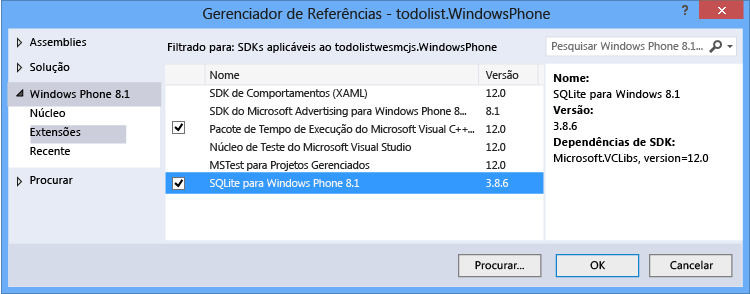 Gerenciador de Referências - todolist.WindowsPhone
Assemblies
Solução
Windows Phone 8.1
Núcleo
Extensões
Recente
Procurar
Filtrado para: SDKs aplicáveis ao todolistwesmcjs.WindowsPhone
Nome Versão
SDK de Comportamentos (XAML) 12.0
SDK do Microsoft Advertising para Windows Phone 8... 8.1
Pacote de Tempo de Execução do Microsoft Visual C++... 12.0
Núcleo de Teste do Microsoft Visual Studio 12.0
MSTest para Projetos Gerenciados 12.0
SQLite para Windows Phone 8.1 3.8.6
Pesquisar Windows Phone 8.1...
Nome:
SQLite para Windows Phone 8.1
Versão:
3.8.6
Dependências de SDK:
Microsoft.VCLibs, version=12.0
Procurar... OK Cancelar